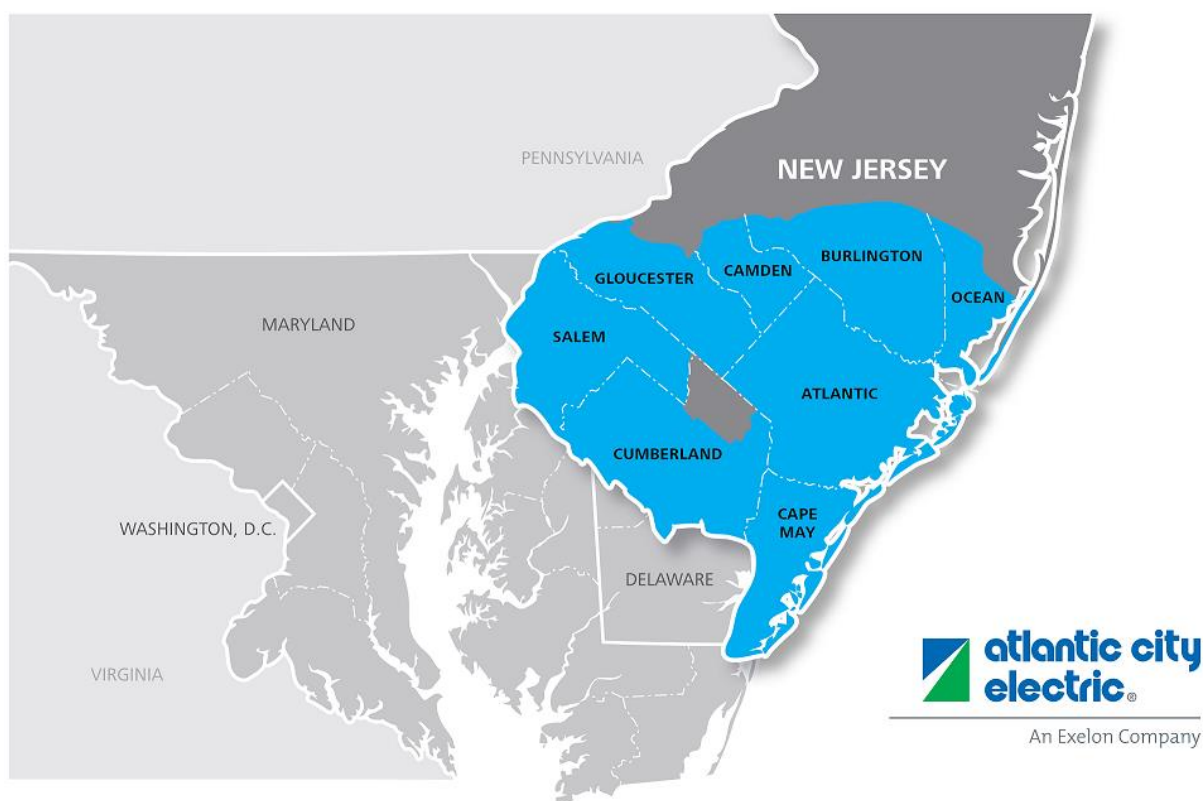 PENNSYLVANIA
NEW JERSEY
BURLINGTON
CAMDEN
GLOUCESTER
OCEAN
MARYLAND
SALEM
ATLANTIC
CUMBERLAND
CAPE
MAY
WASHINGTON, D.C.
DELAWARE
VIRGINIA
atlantic city
electric®
An Exelon Company